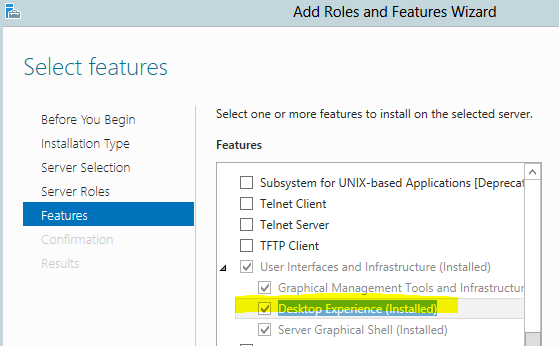 Add Roles and Features Wizard
Select features
Before You Begin
Installation Type
Server Selection
Server Roles
Features
Confirmation
Results
Select one or more features to install on the selected server.
Features
Subsystem for UNIX-based Applications [Deprecat
Telnet Client
Telnet Server
TFTP Client
User Interfaces and Infrastructure (Installed)
Graphical Management Tools and Infrastructur
Desktop Experience (Installed)
Server Graphical Shell (Installed)